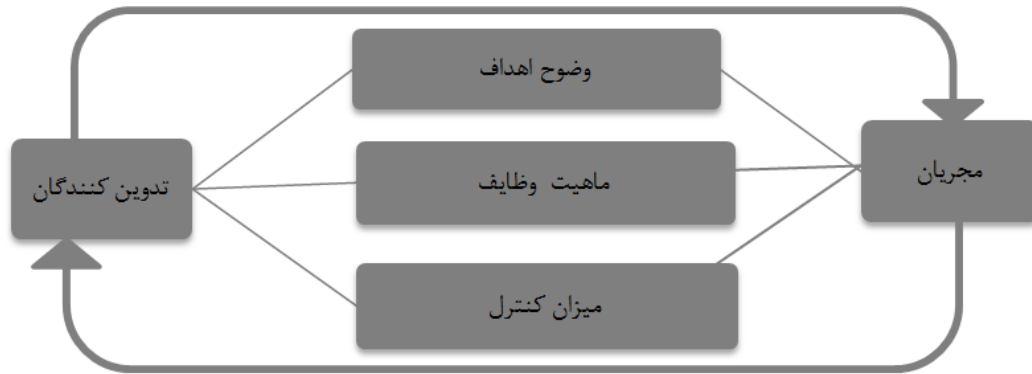 وضوح اهداف
تدوین کنندگان
ماهیت وظایف
مجریان
میزان کنترل